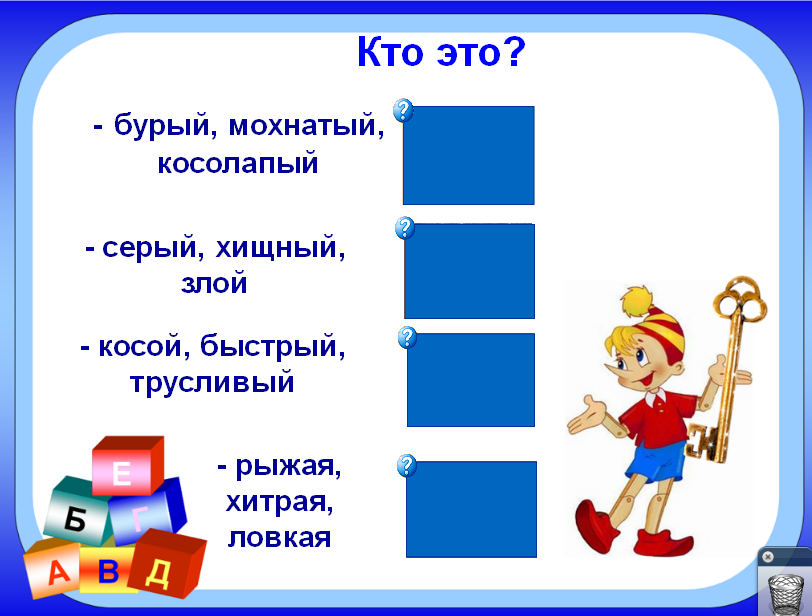 Кто это?
- бурый, мохнатый,
косолапый
?
- серый, хищный,
злой
?
- косой, быстрый,
трусливый
?
- рыжая,
хитрая,
ловкая
?
Е
Б Г
А В Д